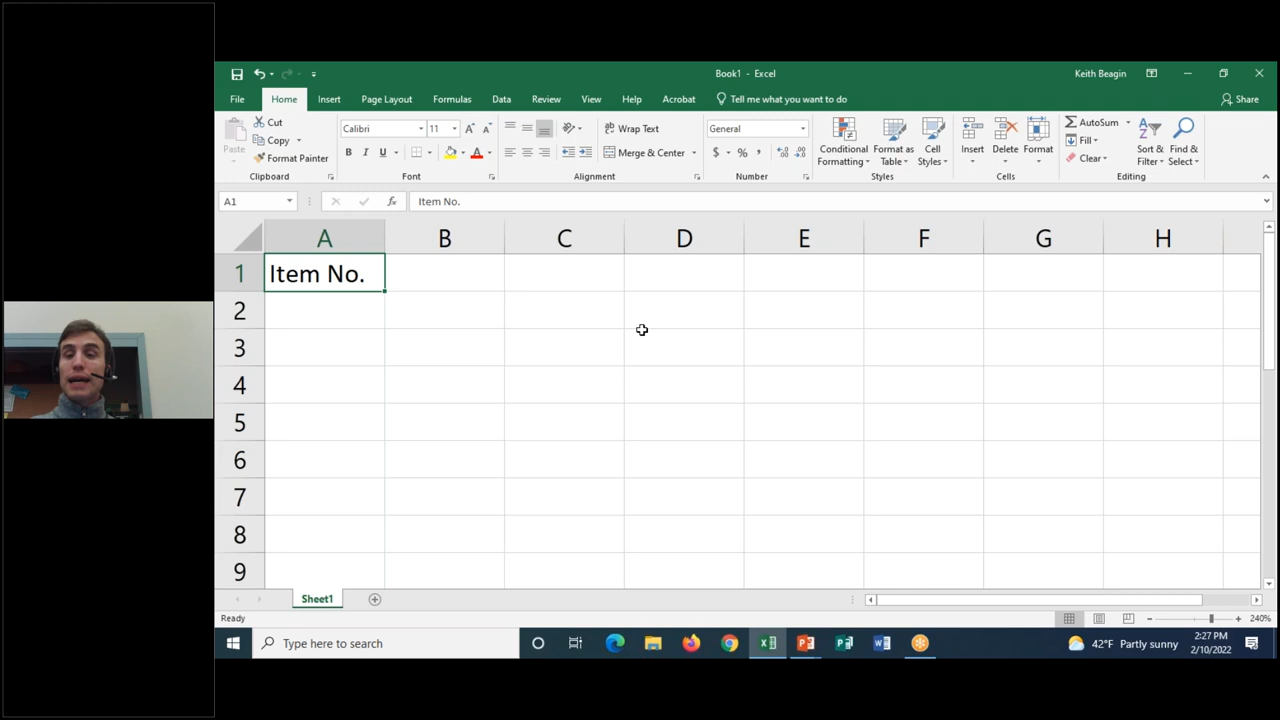 Book1 - Excel
Keith Beagin
File Home Insert Page Layout Formulas Data Review View Help Acrobat Tell me what you want to do Share
Paste
Cut
Copy
Format Painter
Clipboard
Calibri 11
B I U A
Font
Wrap Text
Merge & Center
Alignment
General
$ % ,
Number
Conditional Formatting
Format as Table
Cell Styles
Styles
Insert Delete Format
Cells
AutoSum
Fill
Clear
Sort & Filter
Find & Select
Editing
A1 fx Item No.
A B C D E F G H
1 Item No.
2
3
4
5
6
7
8
9
Sheet1
Ready 240%
Type here to search
42°F Partly sunny
2:27 PM
2/10/2022